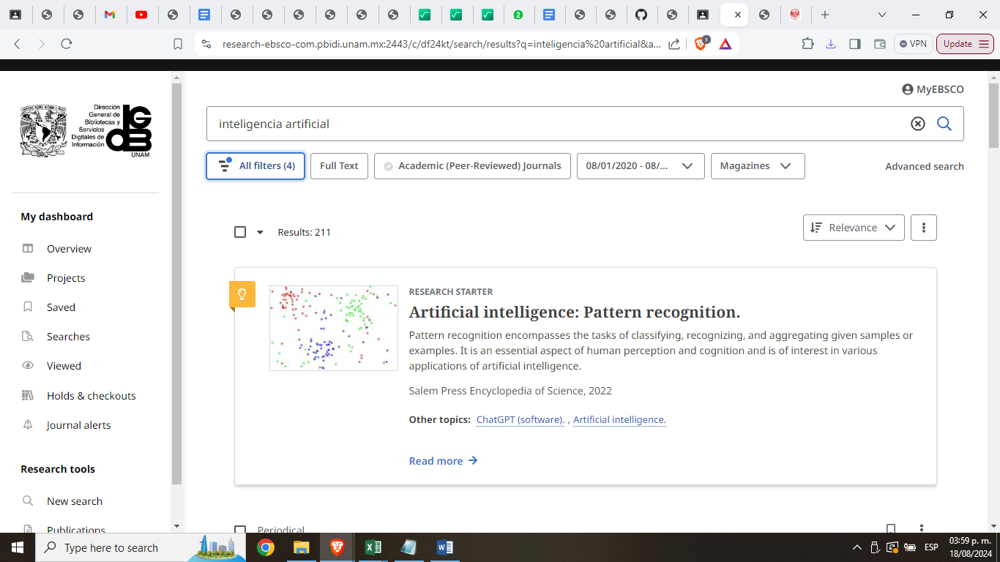 2
research-ebsco-com.pbidi.unam.mx:2443/c/df24kt/search/results?q=inteligencia%20artificial&a...
1
VPN
Update
Dirección
General de
Bibliotecas y
Servicios
Digitales de
Información
DGB
UNAM
MyEBSCO
inteligencia artificial
All filters (4)
Full Text
Academic (Peer-Reviewed) Journals
08/01/2020 - 08/...
Magazines
Advanced search
My dashboard
Overview
Projects
Saved
Searches
Viewed
Holds & checkouts
Journal alerts
Research tools
New search
Publications
Results: 211
Relevance
RESEARCH STARTER
Artificial intelligence: Pattern recognition.
Pattern recognition encompasses the tasks of classifying, recognizing, and aggregating given samples or
examples. It is an essential aspect of human perception and cognition and is of interest in various
applications of artificial intelligence.
Salem Press Encyclopedia of Science, 2022
Other topics: ChatGPT (software). , Artificial intelligence.
Read more
Periodical
Type here to search
ESP
03:59 p. m.
18/08/2024